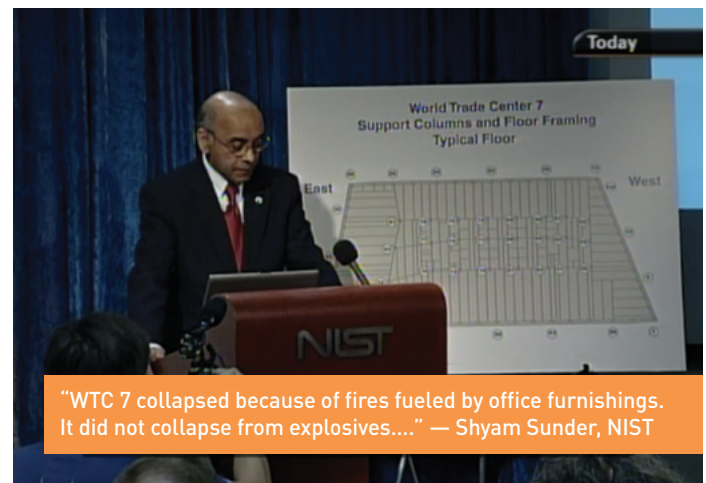 Today
World Trade Center 7
Support Columns and Floor Framing
Typical Floor
East
West
NIST
“WTC 7 collapsed because of fires fueled by office furnishings.
It did not collapse from explosives....” — Shyam Sunder, NIST